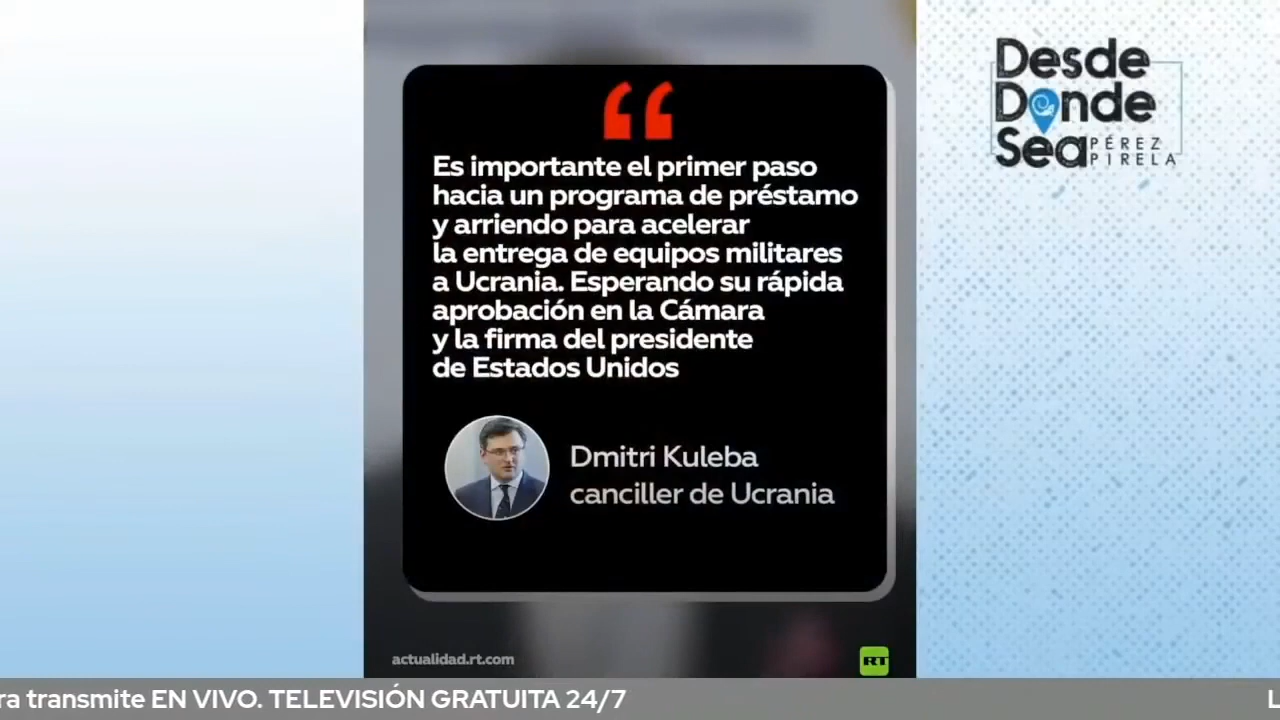 Es importante el primer paso
hacia un programa de préstamo
y arriendo para acelerar
la entrega de equipos militares
a Ucrania. Esperando su rápida
aprobación en la Cámara
y la firma del presidente
de Estados Unidos
Dmitri Kuleba
canciller de Ucrania
actualidad.rt.com
RT
Desde
Donde
Sea
PÉREZ
PIRELA
ra transmite EN VIVO. TELEVISIÓN GRATUITA 24/7
L